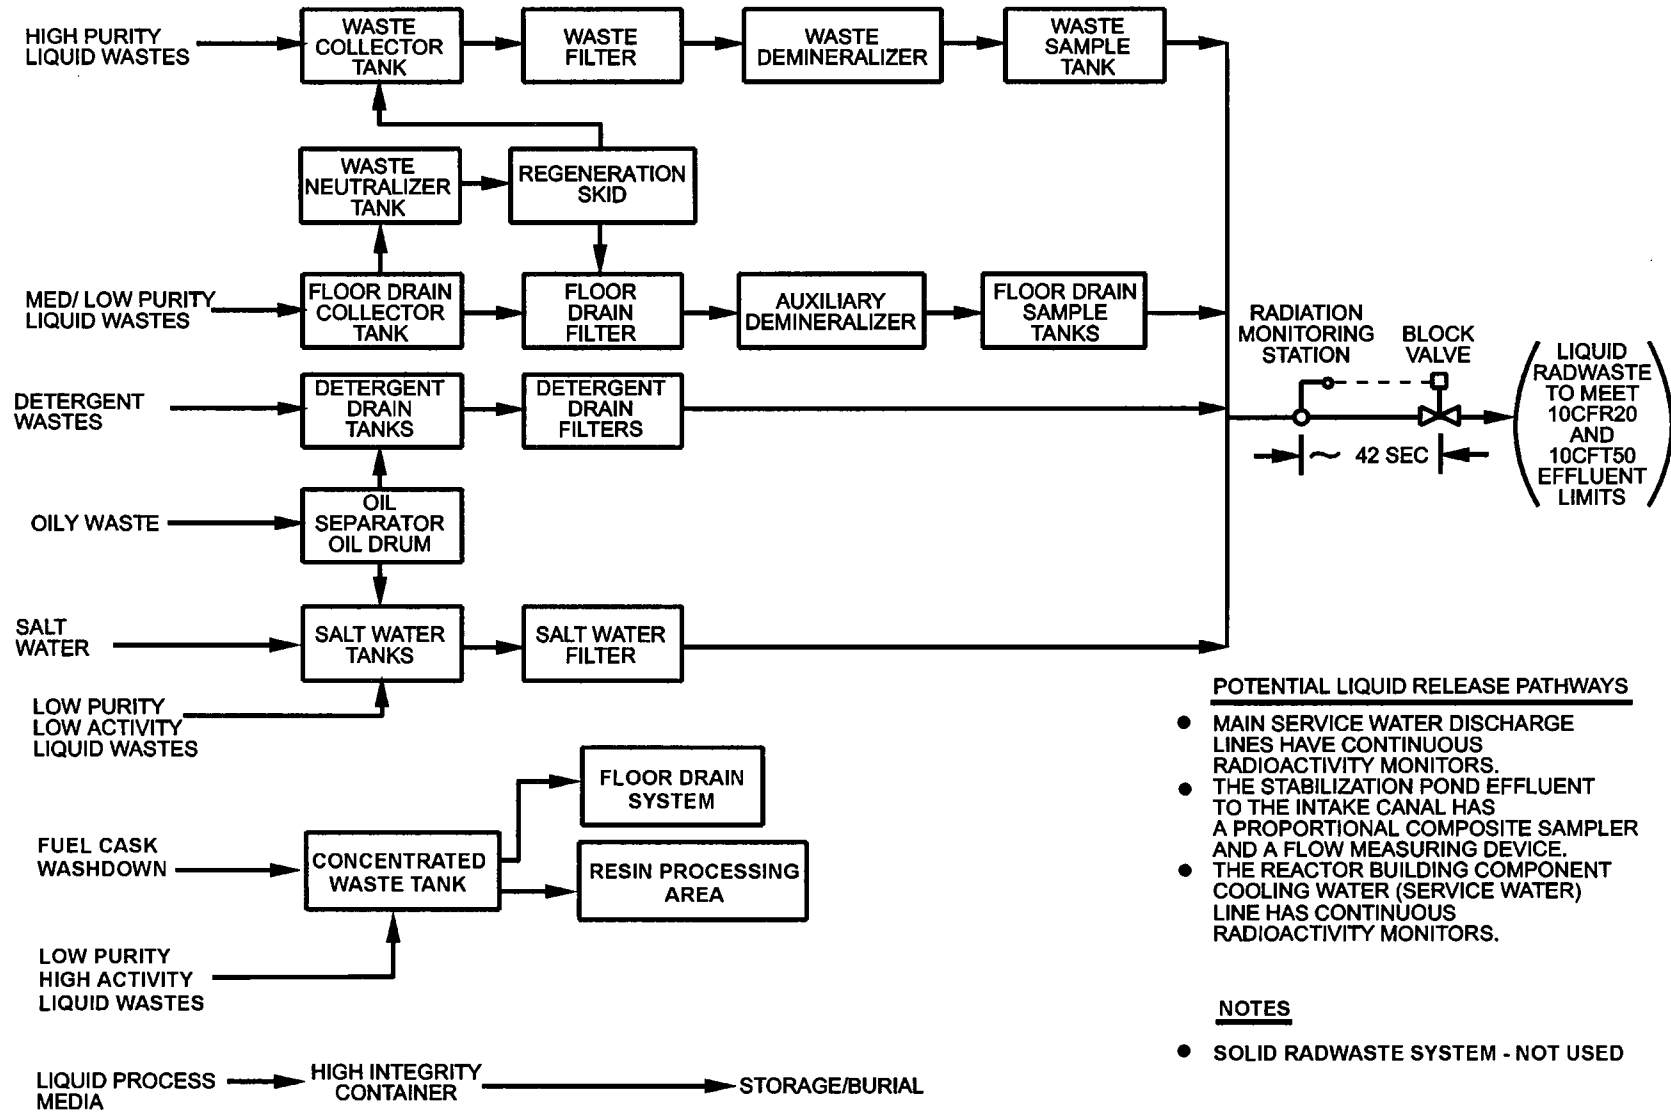 HIGH PURITY
LIQUID WASTES
WASTE
COLLECTOR
TANK
WASTE
FILTER
WASTE
DEMINERALIZER
WASTE
SAMPLE
TANK
WASTE
NEUTRALIZER
TANK
REGENERATION
SKID
MED/ LOW PURITY
LIQUID WASTES
FLOOR DRAIN
COLLECTOR
TANK
FLOOR
DRAIN
FILTER
AUXILIARY
DEMINERALIZER
FLOOR DRAIN
SAMPLE
TANKS
RADIATION
MONITORING
STATION
BLOCK
VALVE
LIQUID
RADWASTE
TO MEET
10CFR20
AND
10CFT50
EFFLUENT
LIMITS
~ 42 SEC
DETERGENT
WASTES
DETERGENT
DRAIN
TANKS
DETERGENT
DRAIN
FILTERS
OILY WASTE
OIL
SEPARATOR
OIL DRUM
SALT
WATER
SALT WATER
TANKS
SALT WATER
FILTER
LOW PURITY
LOW ACTIVITY
LIQUID WASTES
FLOOR DRAIN
SYSTEM
FUEL CASK
WASHDOWN
CONCENTRATED
WASTE TANK
RESIN PROCESSING
AREA
LOW PURITY
HIGH ACTIVITY
LIQUID WASTES
LIQUID PROCESS
MEDIA
HIGH INTEGRITY
CONTAINER
STORAGE/BURIAL
POTENTIAL LIQUID RELEASE PATHWAYS
● MAIN SERVICE WATER DISCHARGE
LINES HAVE CONTINUOUS
RADIOACTIVITY MONITORS.
● THE STABILIZATION POND EFFLUENT
TO THE INTAKE CANAL HAS
A PROPORTIONAL COMPOSITE SAMPLER
AND A FLOW MEASURING DEVICE.
● THE REACTOR BUILDING COMPONENT
COOLING WATER (SERVICE WATER)
LINE HAS CONTINUOUS
RADIOACTIVITY MONITORS.
NOTES
● SOLID RADWASTE SYSTEM - NOT USED